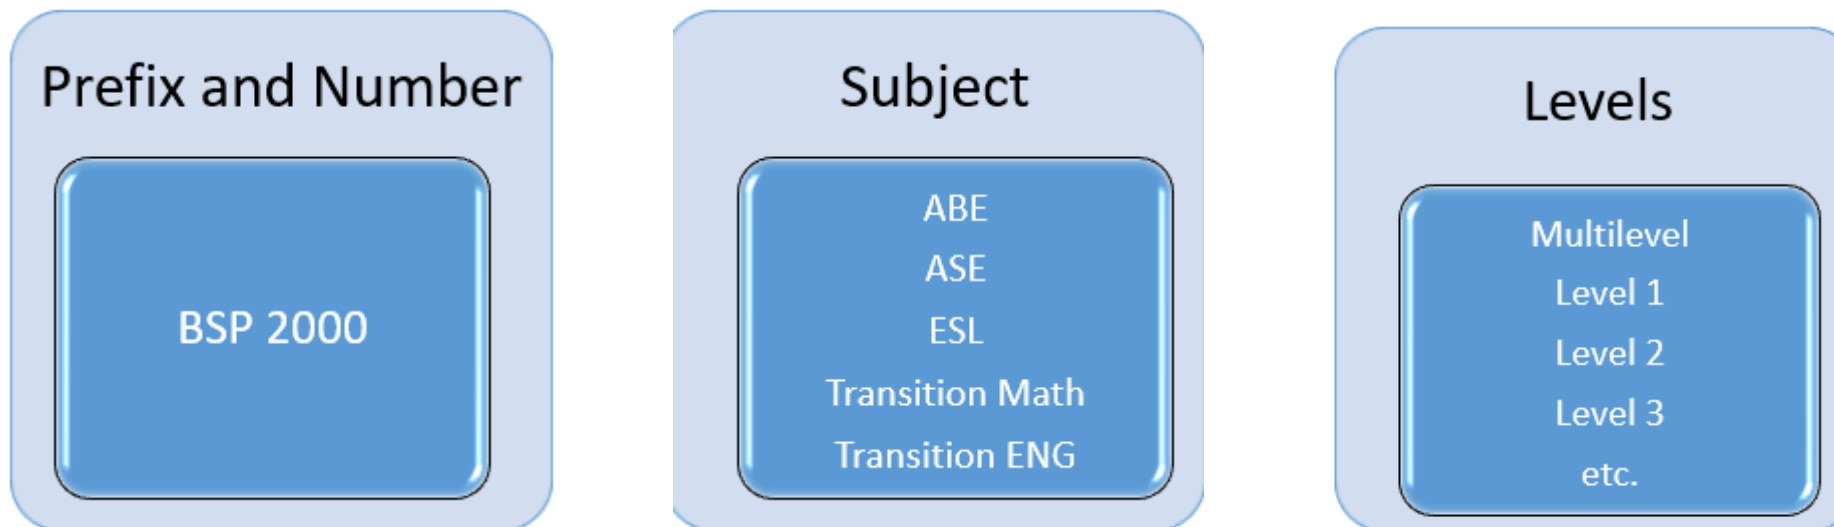 Prefix and Number
BSP 2000
Subject
ABE
ASE
ESL
Transition Math
Transition ENG
Levels
Multilevel
Level 1
Level 2
Level 3
etc.